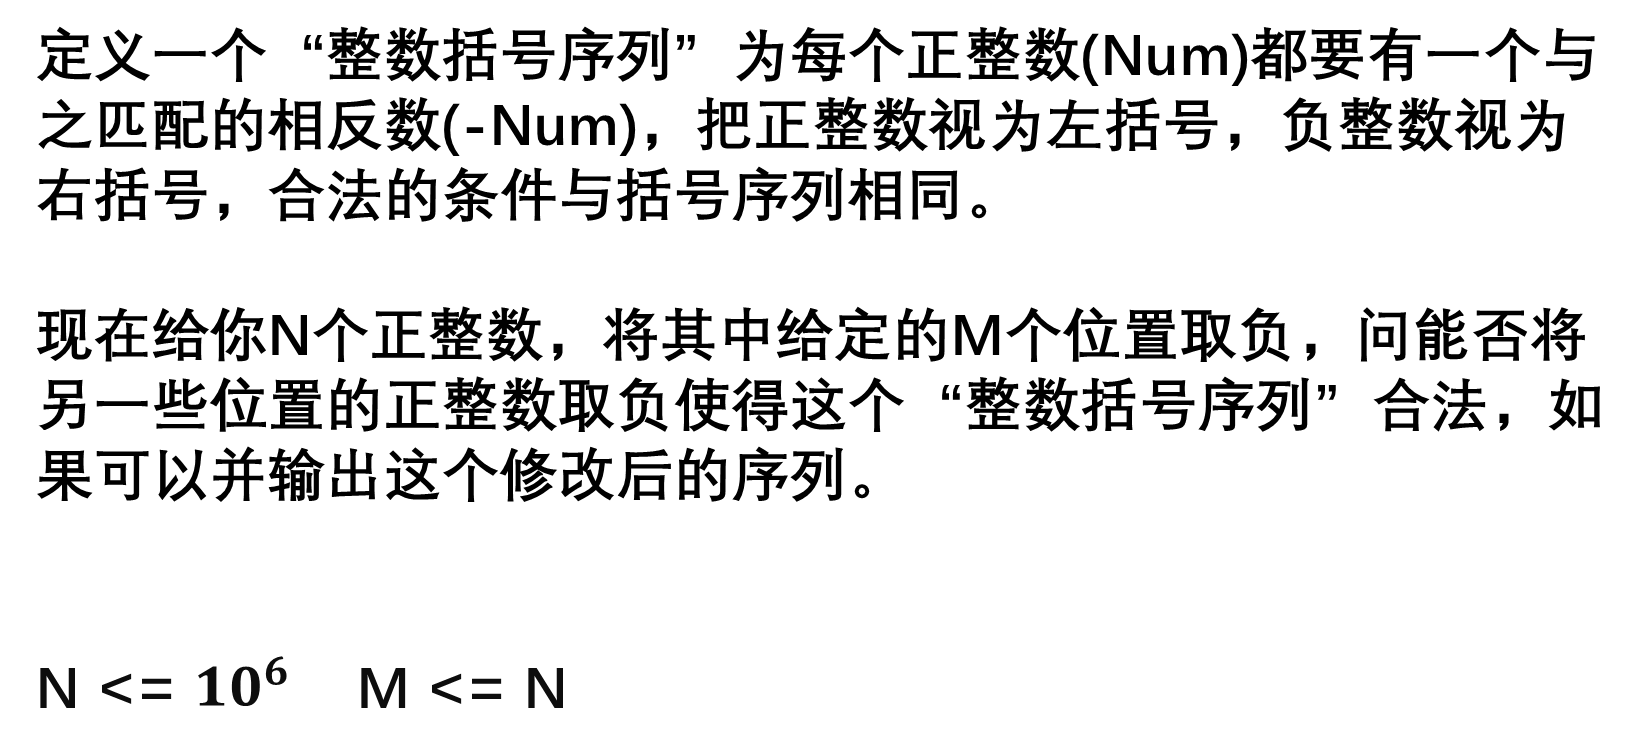 定义一个 “整数括号序列” 为每个正整数(Num)都要有一个与
之匹配的相反数(-Num)，把正整数视为左括号，负整数视为
右括号，合法的条件与括号序列相同。
现在给你N个正整数，将其中给定的M个位置取负，问能否将
另一些位置的正整数取负使得这个 “整数括号序列” 合法，如
果可以并输出这个修改后的序列。
N <= 10⁶ M <= N